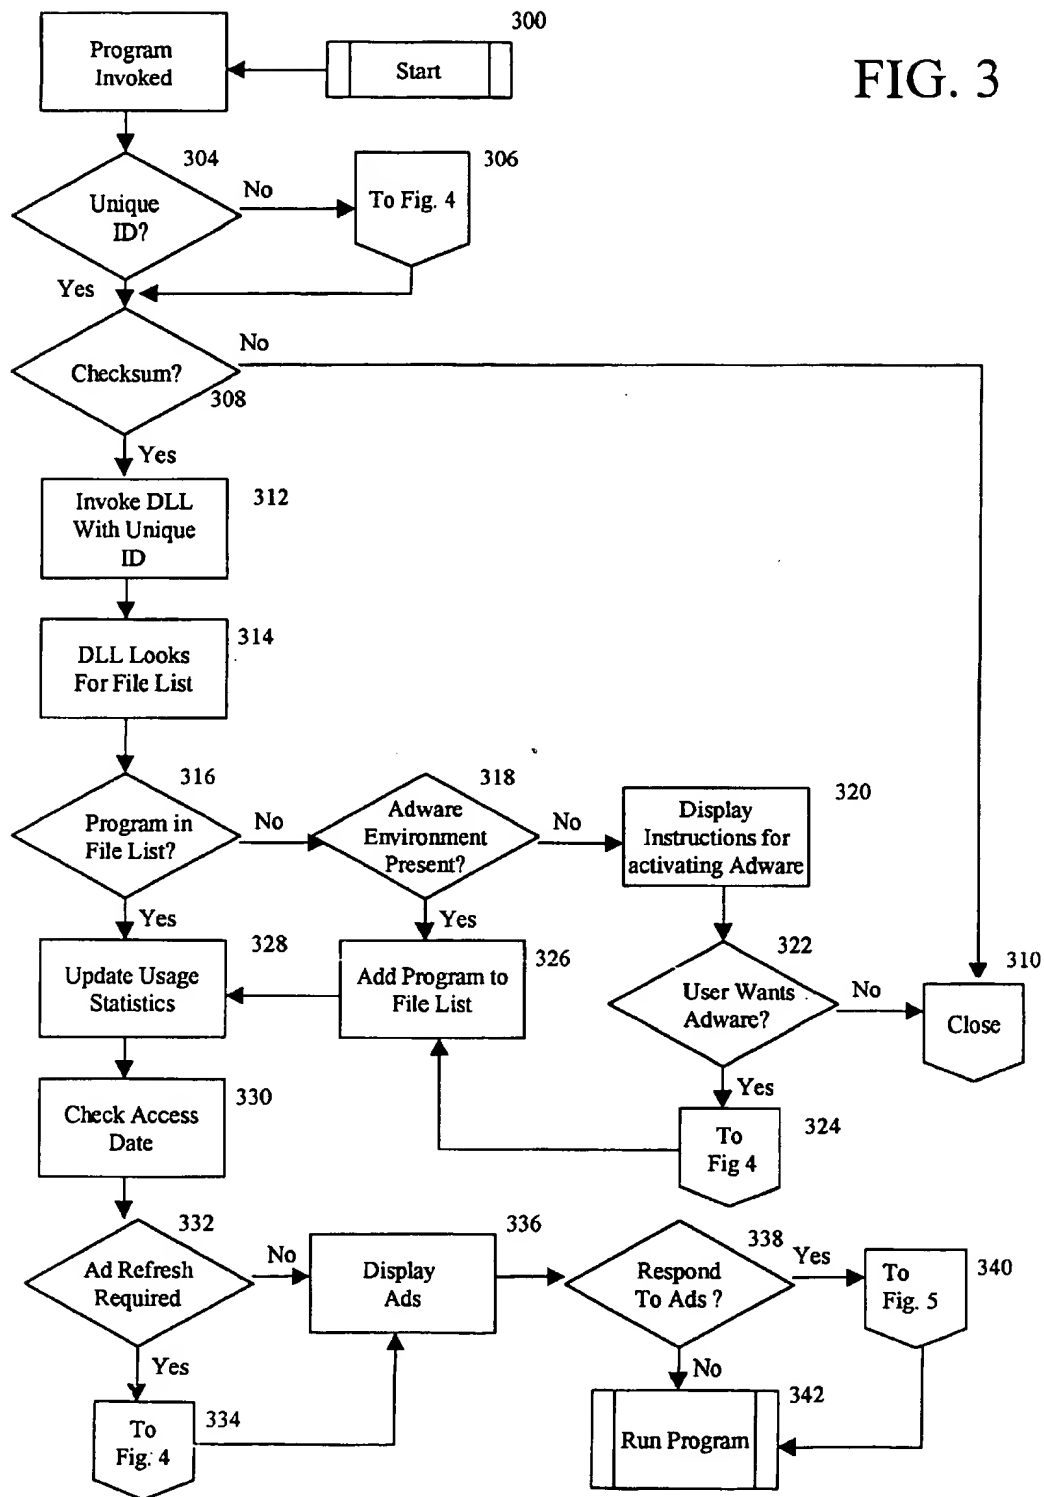 300
Program
Invoked
Start
FIG. 3
304
306
Unique
ID?
No
To Fig. 4
Yes
No
Checksum?
308
Yes
Invoke DLL
With Unique
ID
312
DLL Looks
For File List
314
316
318
320
Program in
File List?
No
Adware
Environment
Present?
No
Display
Instructions for
activating Adware
Yes
Yes
328
326
322
310
Update Usage
Statistics
Add Program to
File List
User Wants
Adware?
No
Close
Yes
330
Check Access
Date
To
Fig 4
324
332
336
338
Ad Refresh
Required
No
Display
Ads
Respond
To Ads ?
Yes
To
Fig. 5
340
Yes
No
342
To
Fig. 4
334
Run Program